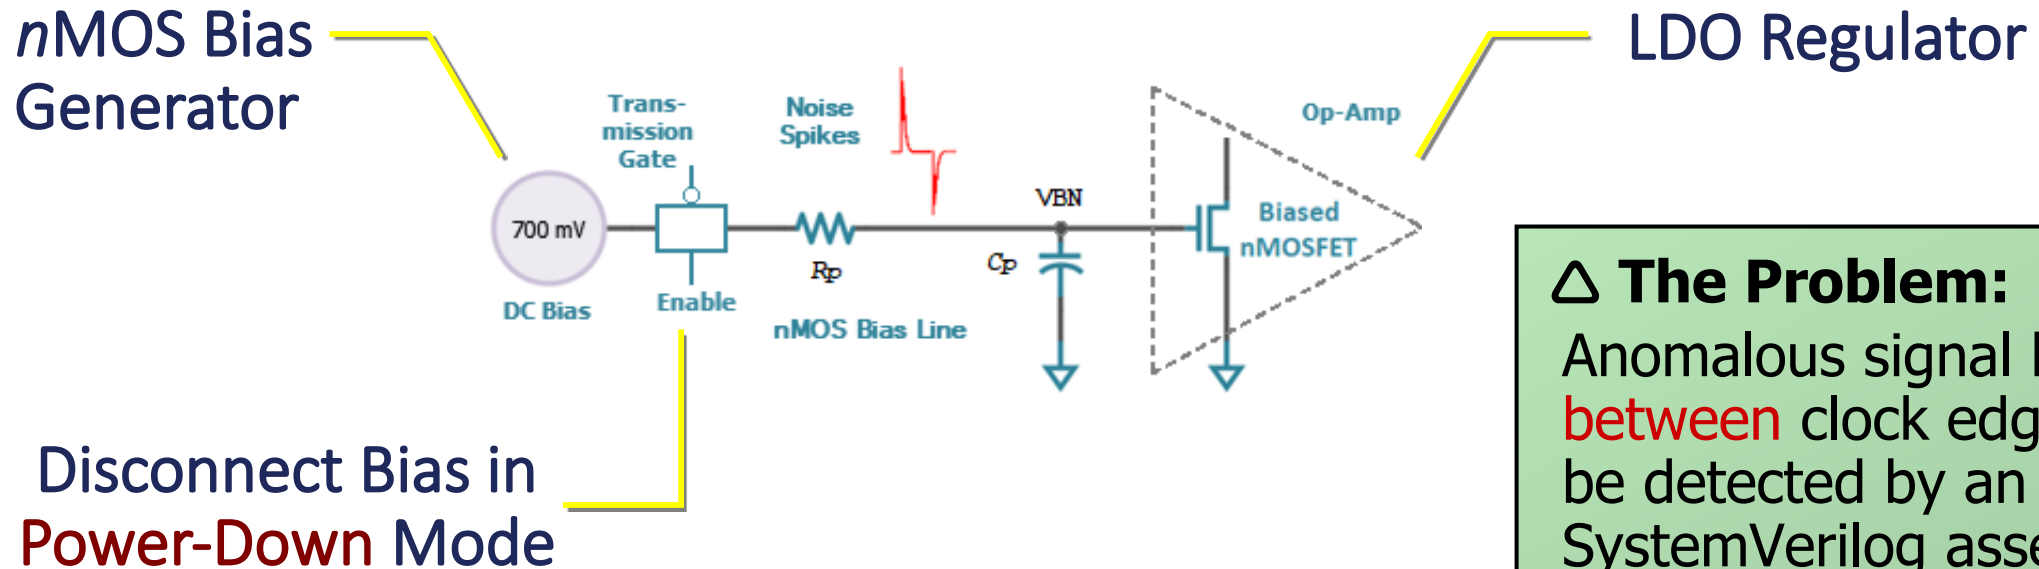 nMOS Bias
Generator
LDO Regulator
Trans-
mission
Gate
Noise
Spikes
Op-Amp
700 mV
VBN
Biased
nMOSFET
Rp
Cp
DC Bias
Enable
nMOS Bias Line
Disconnect Bias in
Power-Down Mode
△ The Problem:
Anomalous signal
between clock
be detected by an
SystemVerilog